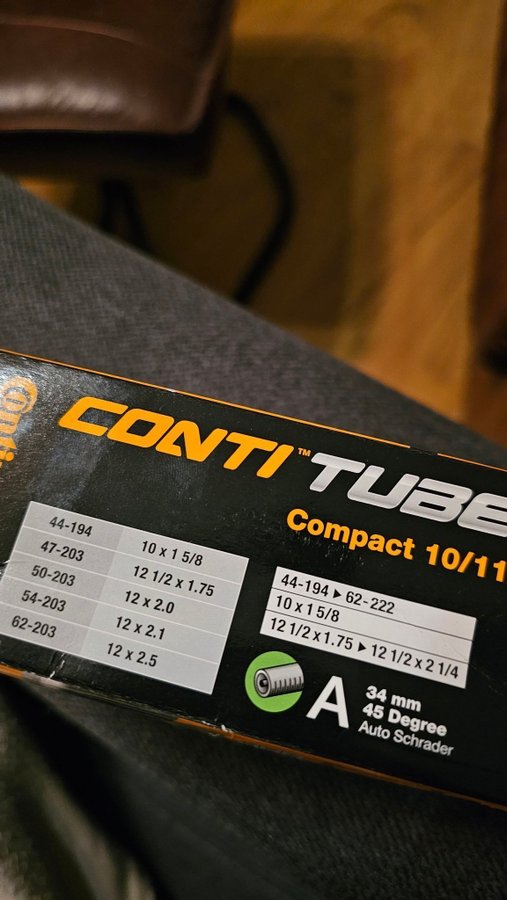 CONTI™ TUBE
Compact 10/11
44-194 10 x 1 5/8
47-203 12 1/2 x 1.75
50-203 12 x 2.0
54-203 12 x 2.1
62-203 12 x 2.5
44-194 ▶ 62-222
10 x 1 5/8
12 1/2 x 1.75 ▶ 12 1/2 x 2 1/4
A
34 mm
45 Degree
Auto Schrader